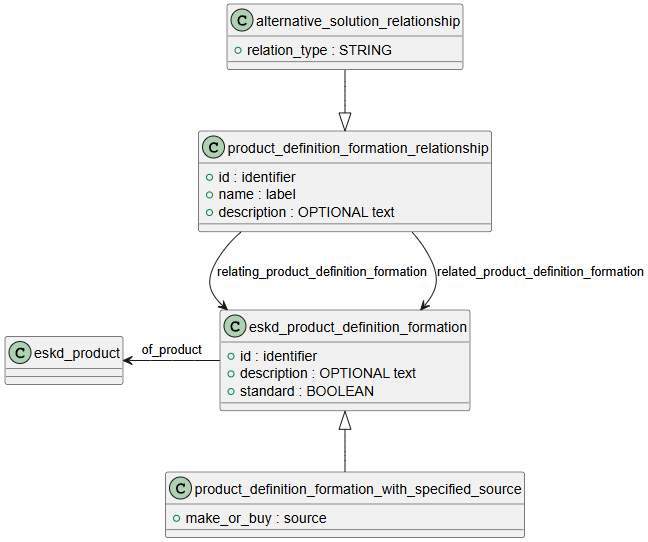 C alternative_solution_relationship
relation_type : STRING
C product_definition_formation_relationship
id : identifier
name : label
description : OPTIONAL text
relating_product_definition_formation
related_product_definition_formation
C eskd_product_definition_formation
id : identifier
description : OPTIONAL text
standard : BOOLEAN
of_product
C eskd_product
C product_definition_formation_with_specified_source
make_or_buy : source